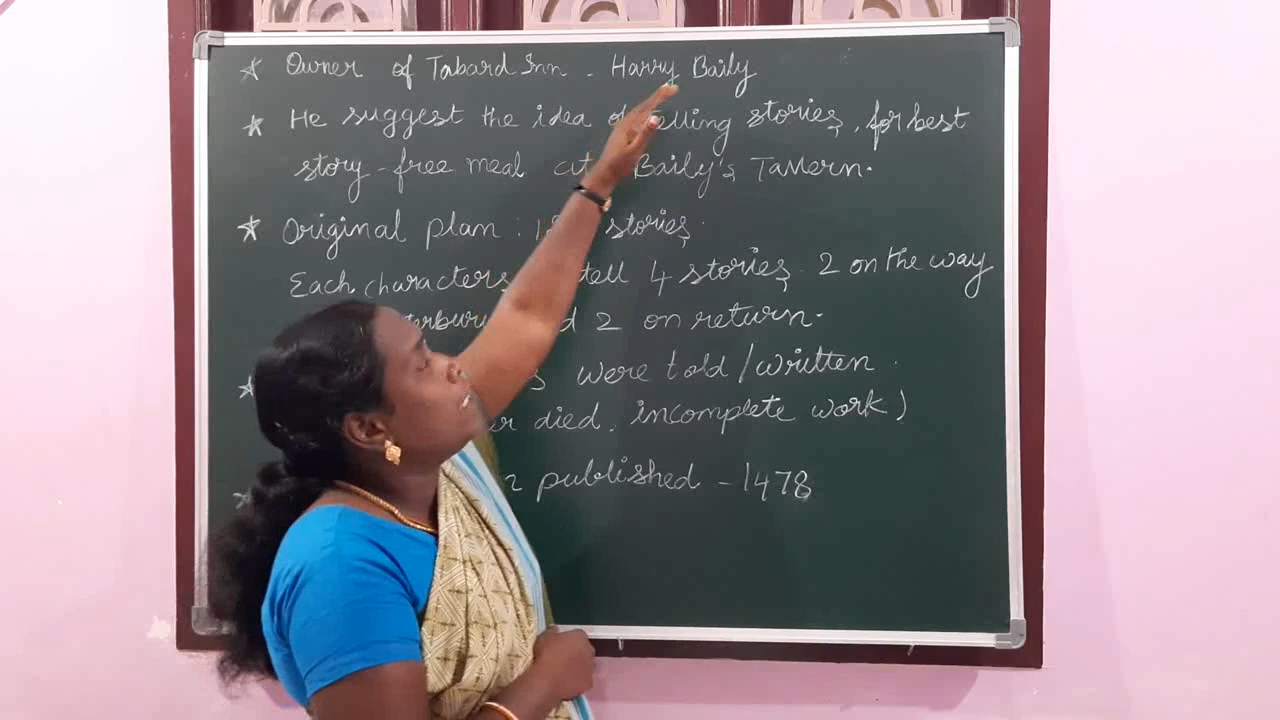 ☆ Owner of Tabard Inn - Harry Baily
☆ He suggest the idea telling stories, for best
story - free meal at Baily's Tavern.
☆ Original plan : stories.
Each characters tell 4 stories - 2 on the way
2 on return.
were told / written
died, incomplete work)
published - 1478